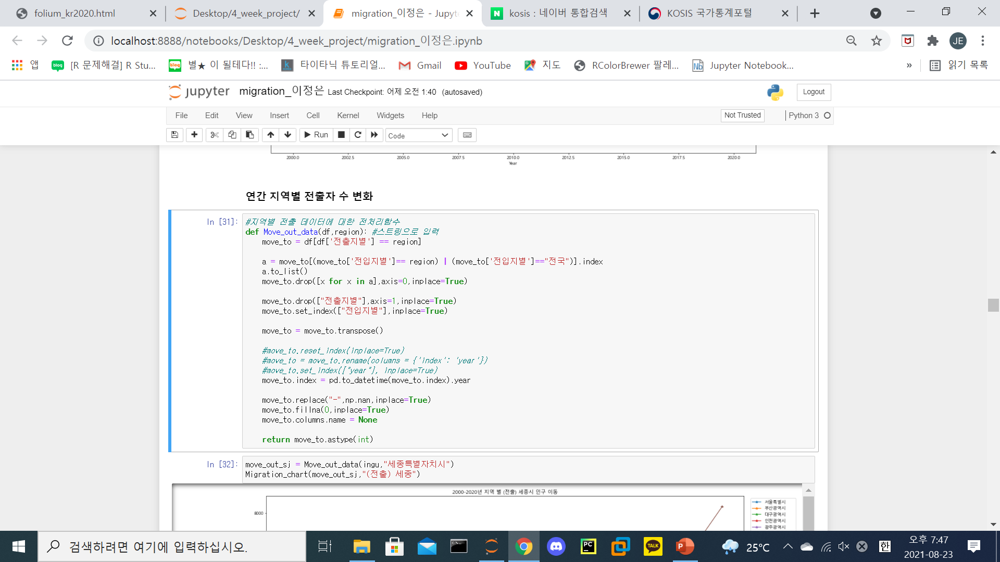 folium_kr2020.html
Desktop/4_week_project/
migration_이정은 - Jupyte
kosis : 네이버 통합검색
KOSIS 국가통계포털
localhost:8888/notebooks/Desktop/4_week_project/migration_이정은.ipynb
JE
앱
blog
[R 문제해결] R Stu...
blog
별★ 이 될테다!! :...
k
타이타닉 튜토리얼...
Gmail
YouTube
지도
RColorBrewer 팔레...
Nb
Jupyter Notebook...
»
읽기 목록
jupyter
migration_이정은 Last Checkpoint: 어제 오전 1:40 (autosaved)
Logout
File Edit View Insert Cell Kernel Widgets Help
Not Trusted
Python 3
Run
Code
2000.0 2002.5 2005.0 2007.5 2010.0 2012.5 2015.0 2017.5 2020.0
Year
연간 지역별 전출자 수 변화
In [31]:
#지역별 전출 데이터에 대한 전처리함수
def Move_out_data(df,region): #스트링으로 입력
move_to = df[df['전출지별'] == region]
a = move_to[(move_to['전입지별']== region) | (move_to['전입지별']=="전국")].index
a.to_list()
move_to.drop([x for x in a],axis=0,inplace=True)
move_to.drop(["전출지별"],axis=1,inplace=True)
move_to.set_index(["전입지별"],inplace=True)
move_to = move_to.transpose()
#move_to.reset_index(inplace=True)
#move_to = move_to.rename(columns = {'index': 'year'})
#move_to.set_index(["year"], inplace=True)
move_to.index = pd.to_datetime(move_to.index).year
move_to.replace("-",np.nan,inplace=True)
move_to.fillna(0,inplace=True)
move_to.columns.name = None
return move_to.astype(int)
In [32]:
move_out_sj = Move_out_data(ingu,"세종특별자치시")
Migration_chart(move_out_sj,"(전출) 세종")
2000-2020년 지역 별 (전출) 세종시 인구 이동
8000
서울특별시
부산광역시
대구광역시
인천광역시
광주광역시
검색하려면 여기에 입력하십시오.
PC
TALK
P
25℃
한
오후 7:47
2021-08-23